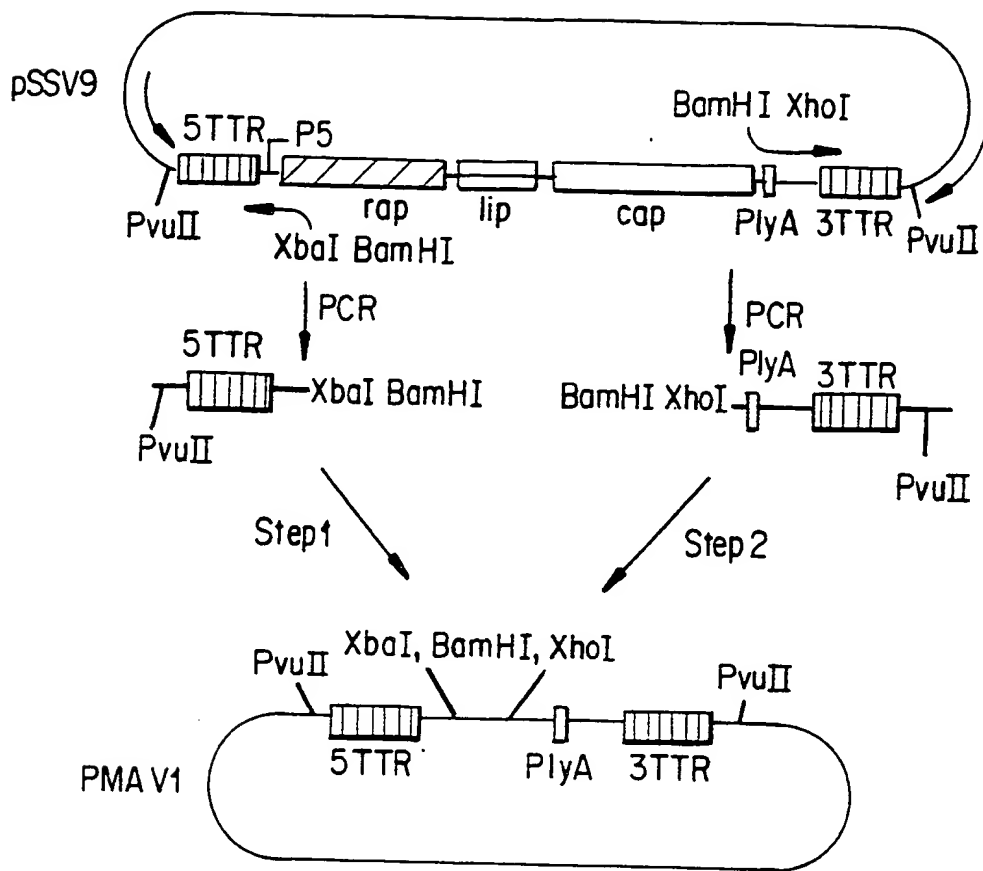 pSSV9
BamHI XhoI
5TTR P5
rap lip cap PlyA 3TTR
PvuII PvuII
XbaI BamHI
PCR PCR
5TTR PlyA 3TTR
XbaI BamHI BamHI XhoI
PvuII PvuII
Step1 Step2
XbaI, BamHI, XhoI
PvuII PvuII
5TTR PlyA 3TTR
PMA V1